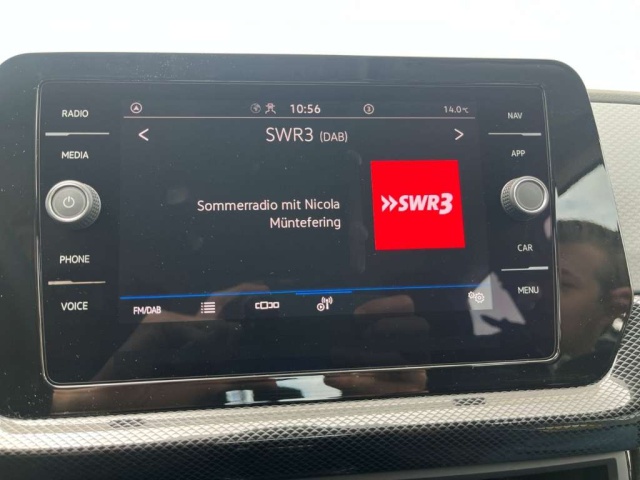 RADIO
MEDIA
PHONE
VOICE
10:56
3
14.0°C
< SWR3 (DAB) >
Sommerradio mit Nicola
Müntefering
»SWR3
FM/DAB
NAV
APP
CAR
MENU